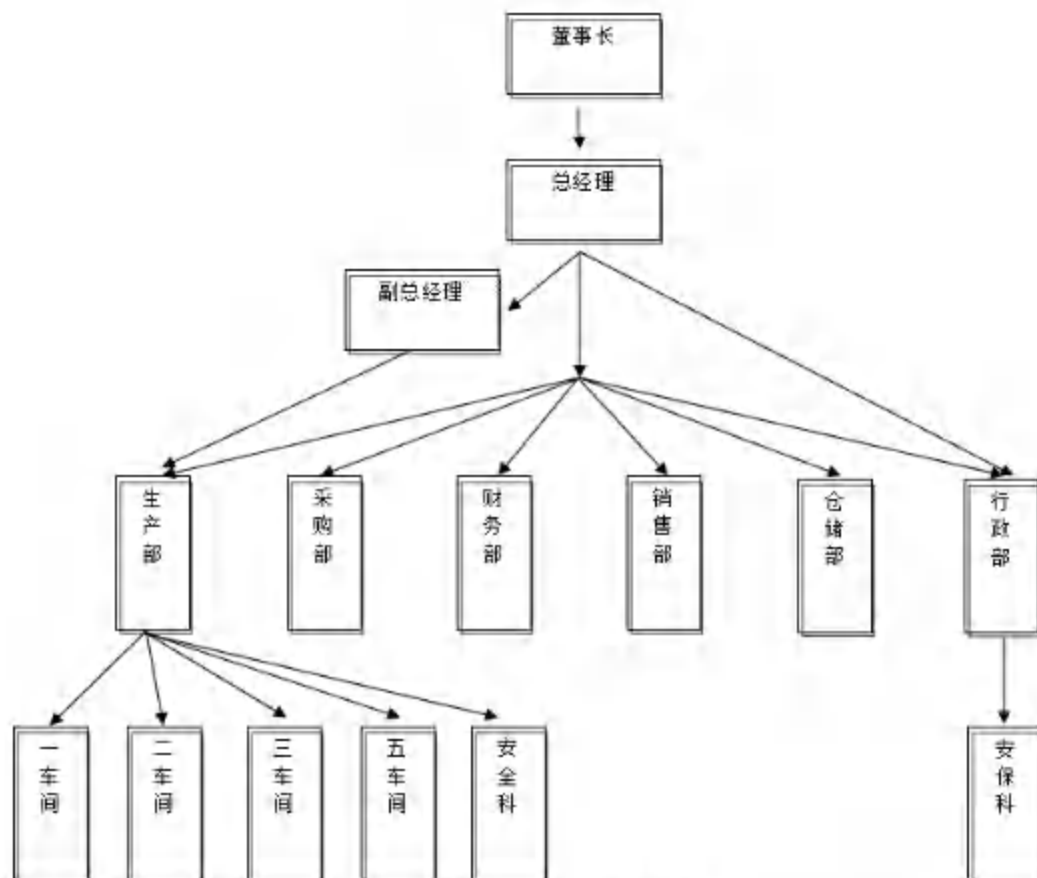 董事长
总经理
副总经理
生产部
采购部
财务部
销售部
仓储部
行政部
一车间
二车间
三车间
五车间
安全科
安保科